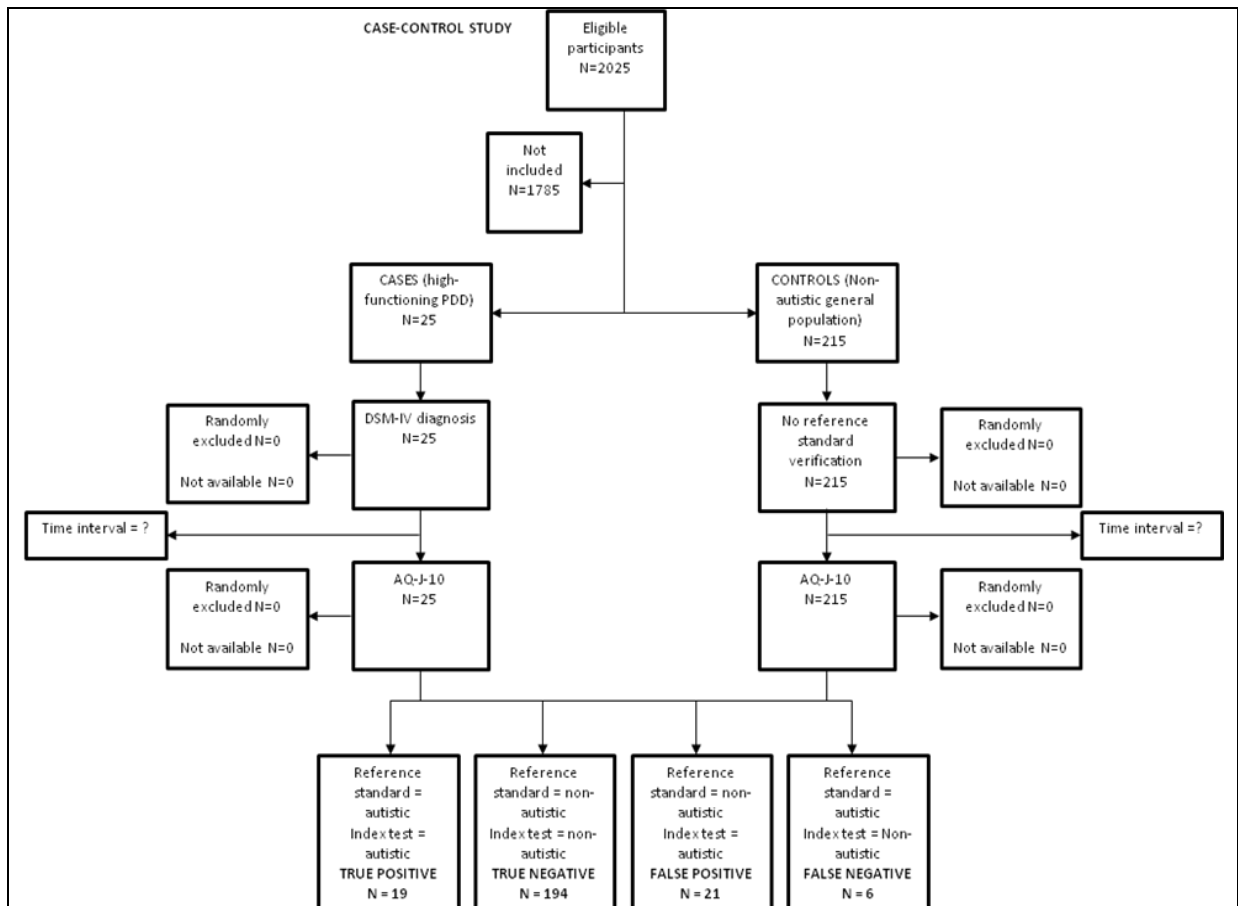 CASE-CONTROL STUDY
Eligible
participants
N=2025
Not
included
N=1785
CASES (high-
functioning PDD)
N=25
CONTROLS (Non-
autistic general
population)
N=215
Randomly
excluded N=0
Not available N=0
DSM-IV diagnosis
N=25
No reference
standard
verification
N=215
Randomly
excluded N=0
Not available N=0
Time interval = ?
Time interval =?
Randomly
excluded N=0
Not available N=0
AQ-J-10
N=25
AQ-J-10
N=215
Randomly
excluded N=0
Not available N=0
Reference
standard =
autistic
Index test =
autistic
TRUE POSITIVE
N = 19
Reference
standard = non-
autistic
Index test = non-
autistic
TRUE NEGATIVE
N = 194
Reference
standard = non-
autistic
Index test =
autistic
FALSE POSITIVE
N = 21
Reference
standard =
autistic
Index test = Non-
autistic
FALSE NEGATIVE
N = 6